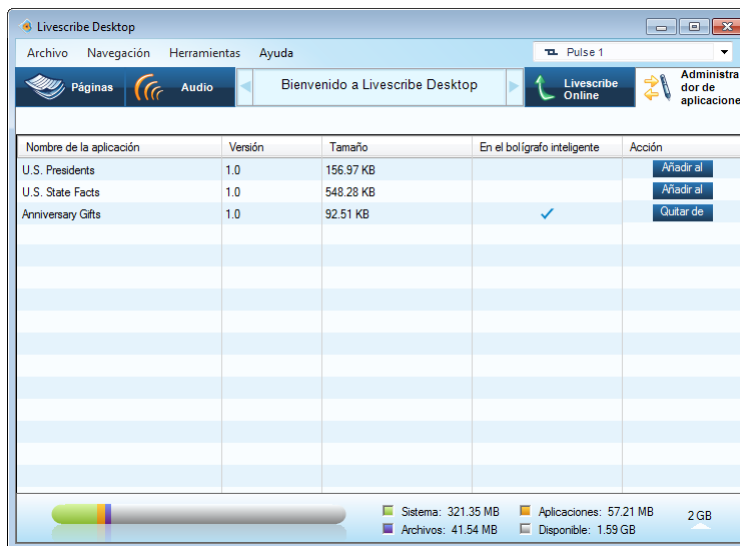 Livescribe Desktop
Archivo Navegación Herramientas Ayuda Pulse 1
Páginas Audio Bienvenido a Livescribe Desktop Livescribe Online Administra
dor de
aplicacione
Nombre de la aplicación Versión Tamaño En el bolígrafo inteligente Acción
U.S. Presidents 1.0 156.97 KB Añadir al
U.S. State Facts 1.0 548.28 KB Añadir al
Anniversary Gifts 1.0 92.51 KB Quitar de
Sistema: 321.35 MB Aplicaciones: 57.21 MB 2 GB
Archivos: 41.54 MB Disponible: 1.59 GB